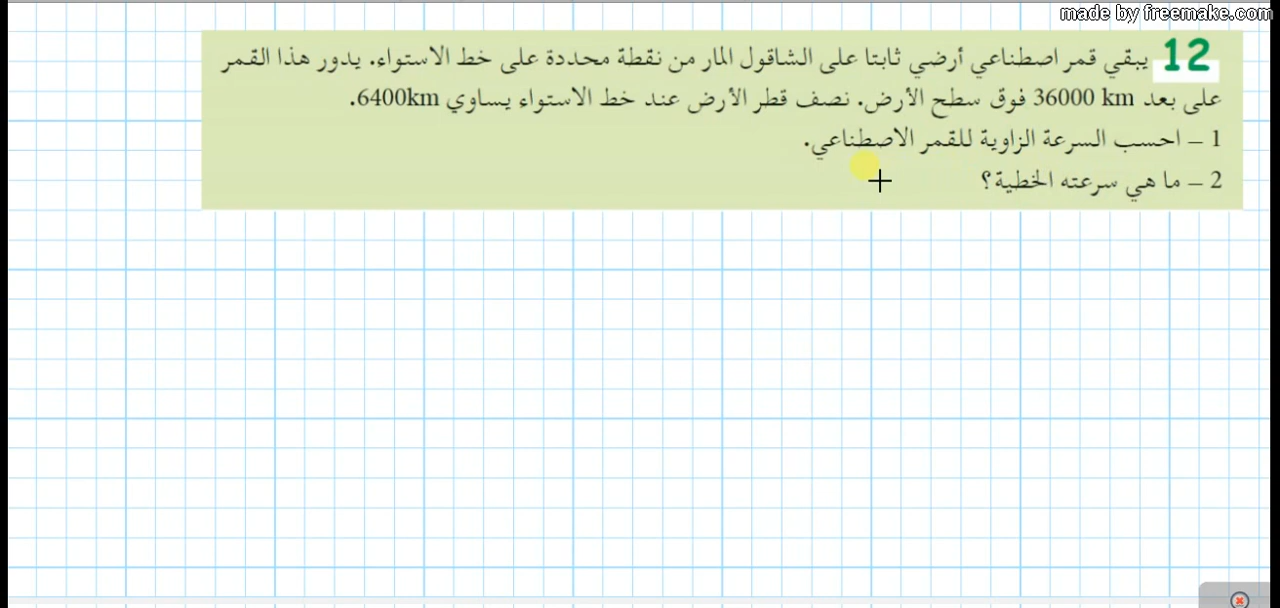 made by freemake.com
12 يبقي قمر اصطناعي أرضي ثابتا على الشاقول المار من نقطة محددة على خط الاستواء. يدور هذا القمر
على بعد 36000 km فوق سطح الأرض. نصف قطر الأرض عند خط الاستواء يساوي 6400km.
1 – احسب السرعة الزاوية للقمر الاصطناعي.
2 – ما هي سرعته الخطية؟